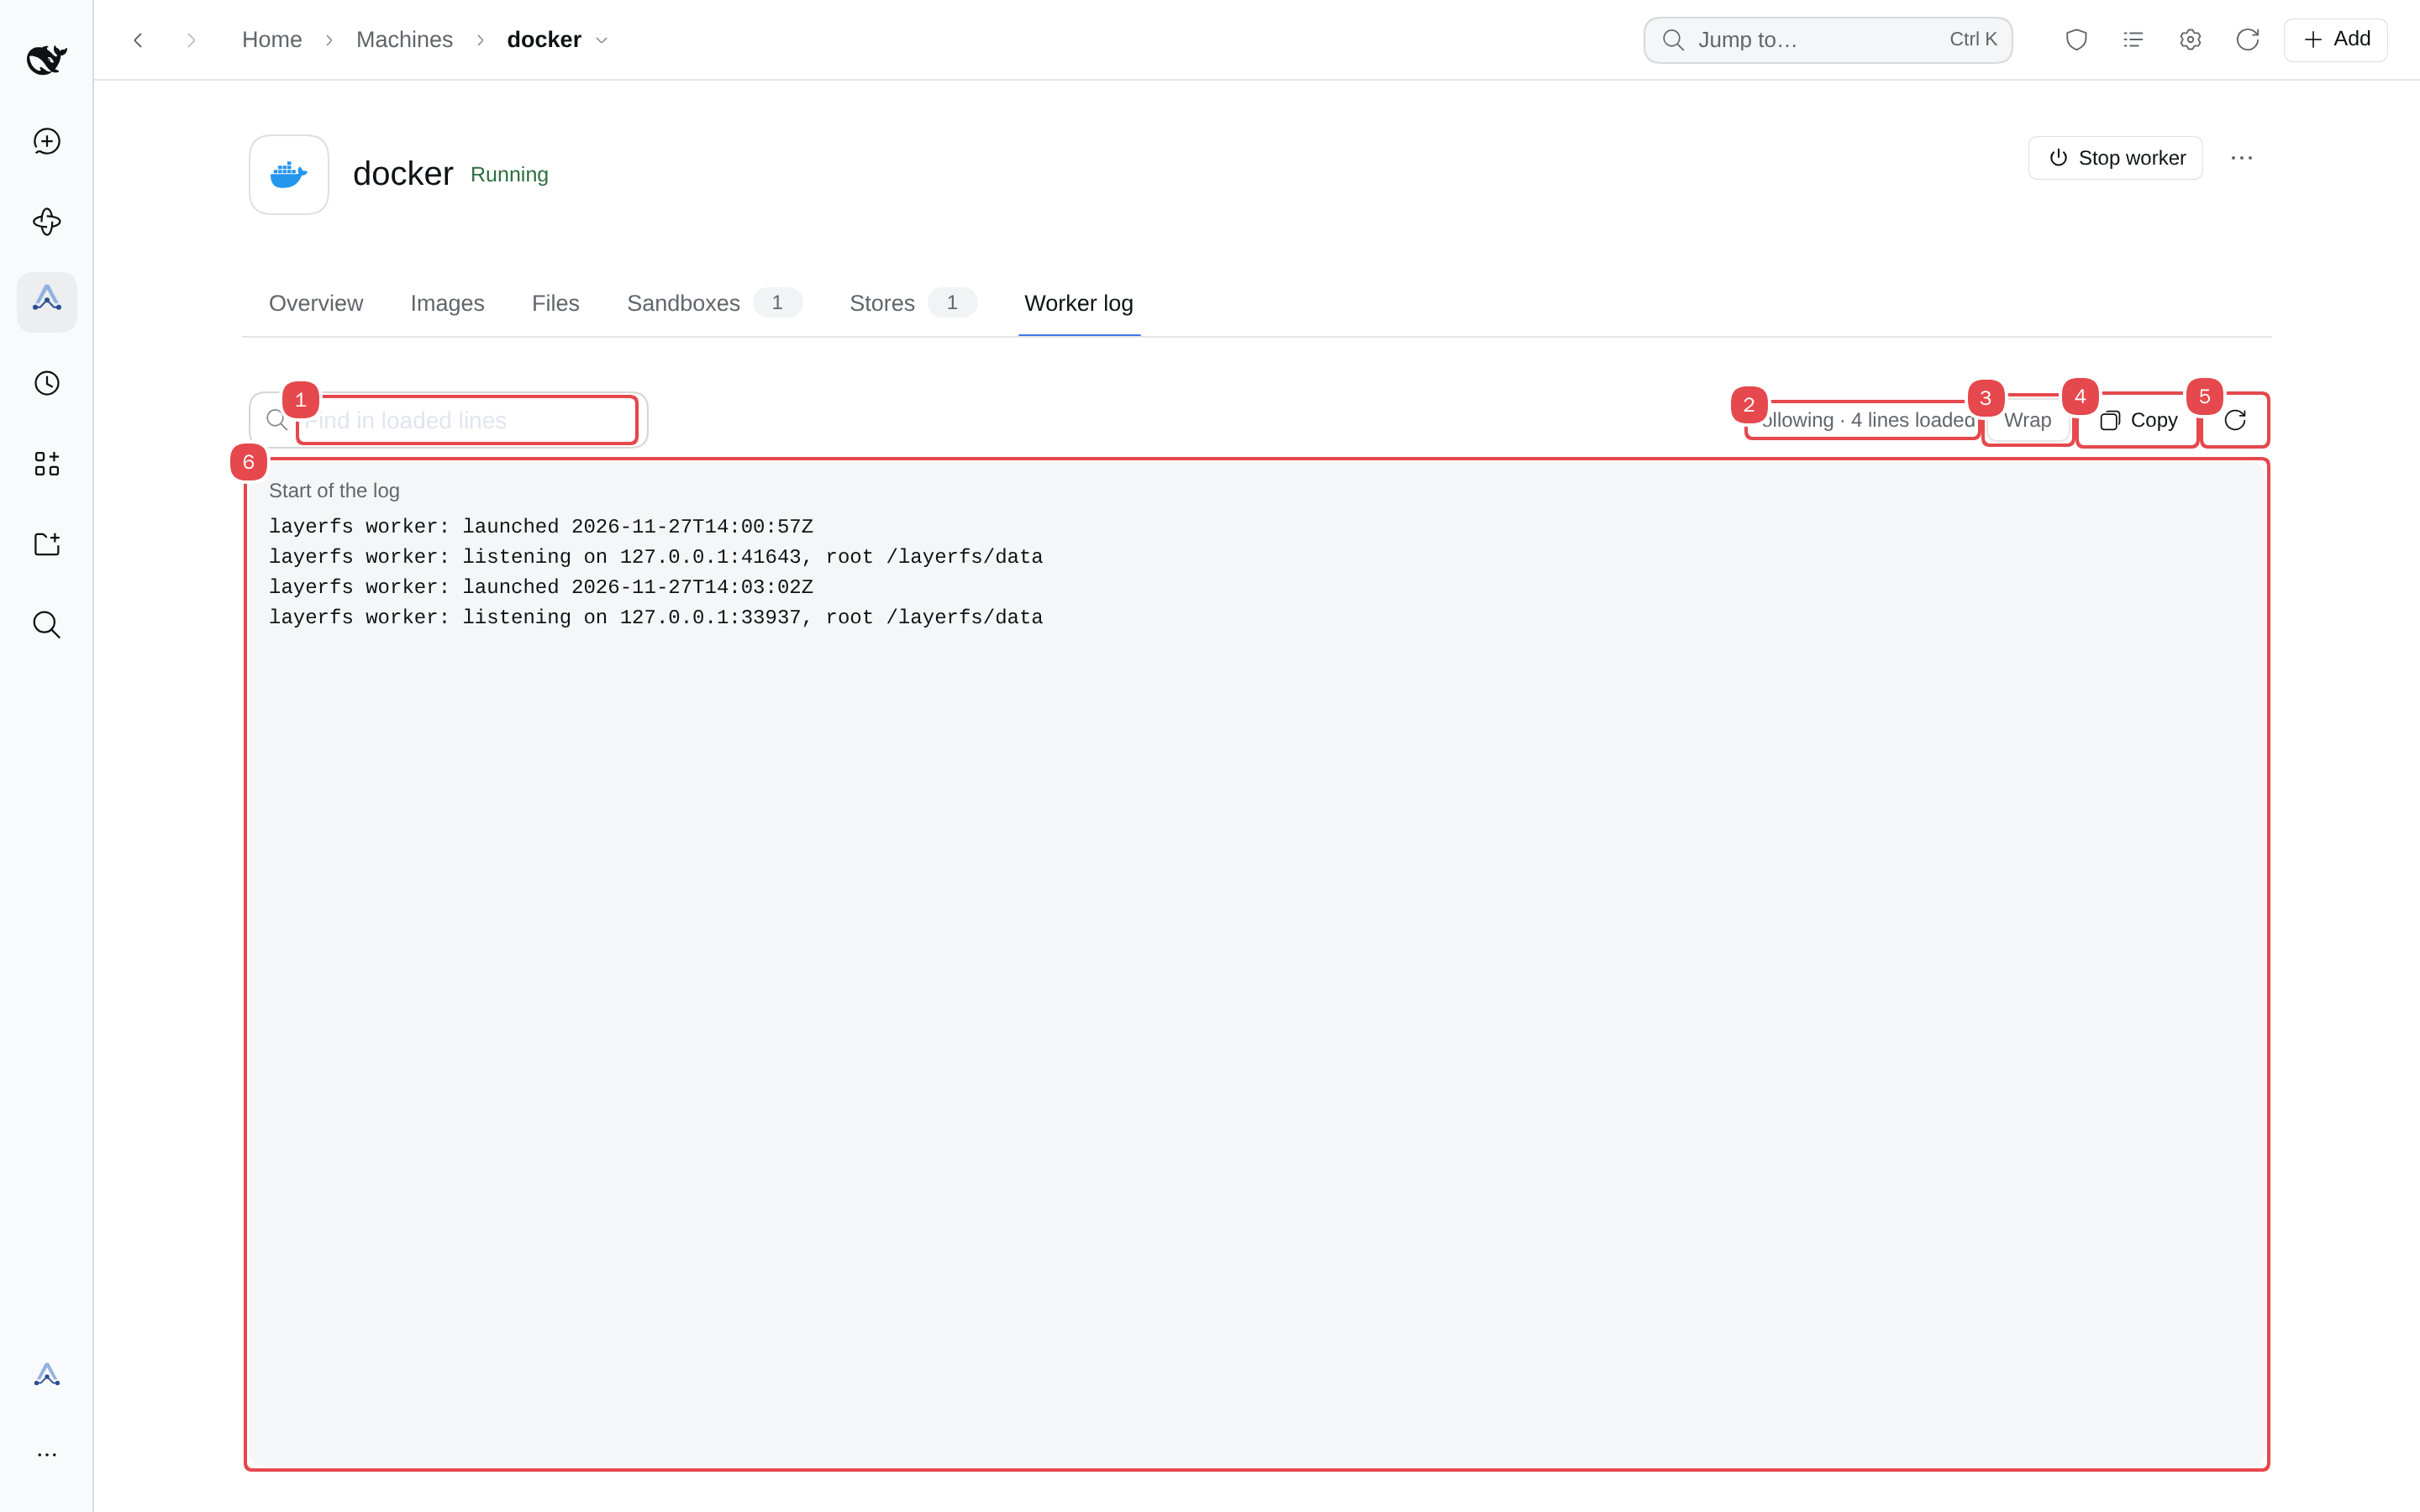 Home > Machines > docker
Jump to… Ctrl K
Add
docker Running
Stop worker
Overview Images Files Sandboxes 1 Stores 1 Worker log
1
Find in loaded lines
2
ollowing · 4 lines loaded
3
Wrap
4
Copy
5
6
Start of the log
layerfs worker: launched 2026-11-27T14:00:57Z
layerfs worker: listening on 127.0.0.1:41643, root /layerfs/data
layerfs worker: launched 2026-11-27T14:03:02Z
layerfs worker: listening on 127.0.0.1:33937, root /layerfs/data